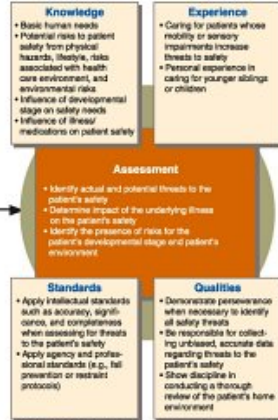 Knowledge
• Basic human needs
• Potential risks to patient
safety from physical
hazards, lifestyle, risks
associated with health
care environment, and
environmental risks
• Influence of developmental
stage on safety needs
• Influence of illness/
medications on patient safety
Experience
• Caring for patients whose
mobility or sensory
impairments increase
threats to safety
• Personal experience in
caring for younger siblings
or children
Assessment
• Identify actual and potential threats to the
patient's safety
• Determine impact of the underlying illness
on the patient's safety
• Identify the presence of risks for the
patient's developmental stage and patient's
environment
Standards
• Apply intellectual standards
such as accuracy, signifi-
cance, and completeness
when assessing for threats
to the patient's safety
• Apply agency and profes-
sional standards (e.g., fall
prevention or restraint
protocols)
Qualities
• Demonstrate perseverance
when necessary to identify
all safety threats
• Be responsible for collect-
ing unbiased, accurate data
regarding threats to the
patient's safety
• Show discipline in
conducting a thorough
review of the patient's home
environment